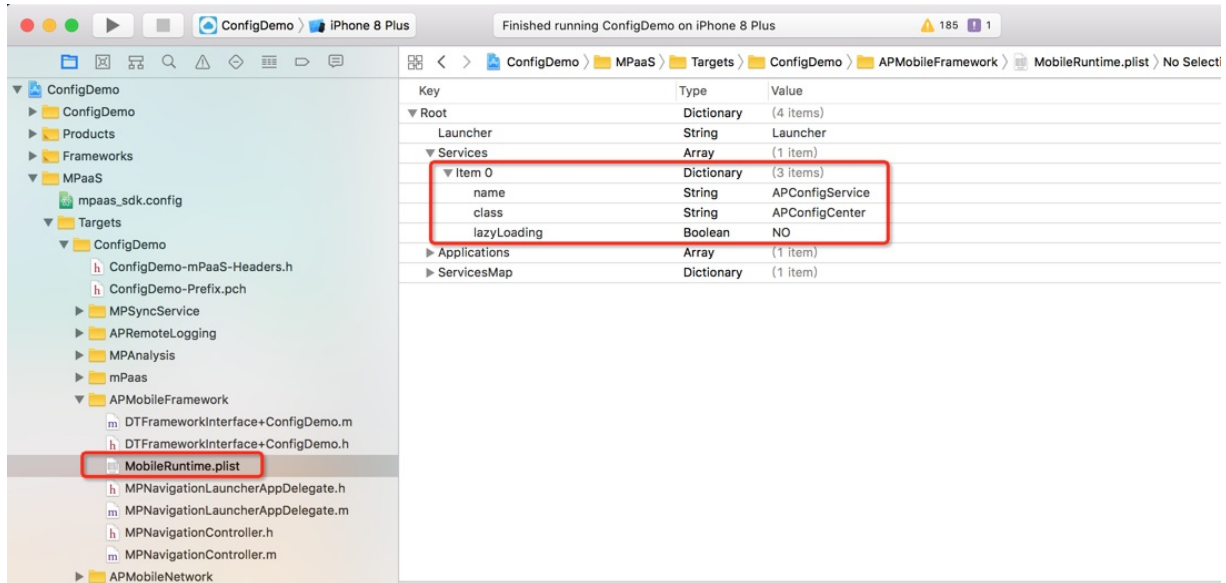 ConfigDemo iPhone 8 Plus Finished running ConfigDemo on iPhone 8 Plus 185 1
ConfigDemo MPaaS Targets ConfigDemo APMobileFramework MobileRuntime.plist No Selecti
ConfigDemo
ConfigDemo
Products
Frameworks
MPaaS
mpaas_sdk.config
Targets
ConfigDemo
h ConfigDemo-mPaaS-Headers.h
h ConfigDemo-Prefix.pch
MPSyncService
APRemoteLogging
MPAnalysis
mPaas
APMobileFramework
m DTFrameworkInterface+ConfigDemo.m
h DTFrameworkInterface+ConfigDemo.h
MobileRuntime.plist
h MPNavigationLauncherAppDelegate.h
m MPNavigationLauncherAppDelegate.m
h MPNavigationController.h
m MPNavigationController.m
APMobileNetwork
Key Type Value
Root Dictionary (4 items)
Launcher String Launcher
Services Array (1 item)
Item 0 Dictionary (3 items)
name String APConfigService
class String APConfigCenter
lazyLoading Boolean NO
Applications Array (1 item)
ServicesMap Dictionary (1 item)